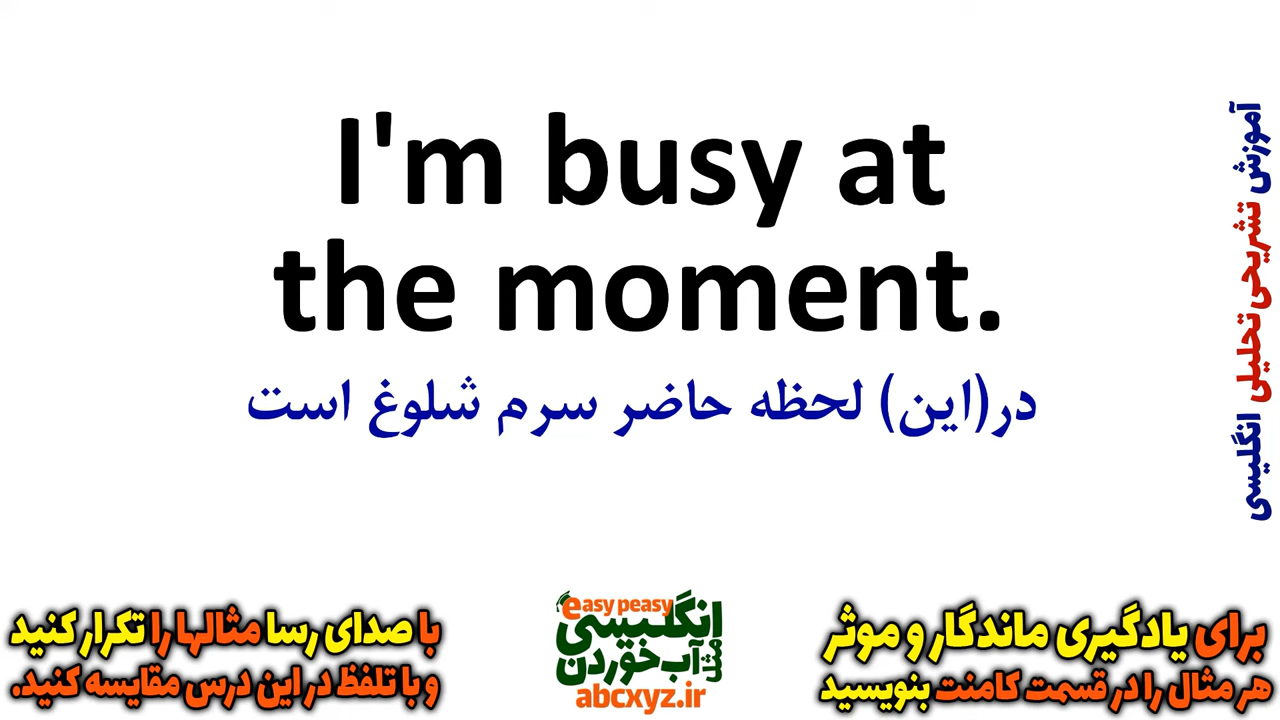 I'm busy at
the moment.
در(این) لحظه حاضر سرم شلوغ است
آموزش تشریحی تحلیلی انگلیسی
برای یادگیری ماندگار و موثر
هر مثال را در قسمت کامنت بنویسید
easy peasy
انگلیسی
مثل آب خوردن
abcxyz.ir
با صدای رسا مثالها را تکرار کنید
و با تلفظ در این درس مقایسه کنید.